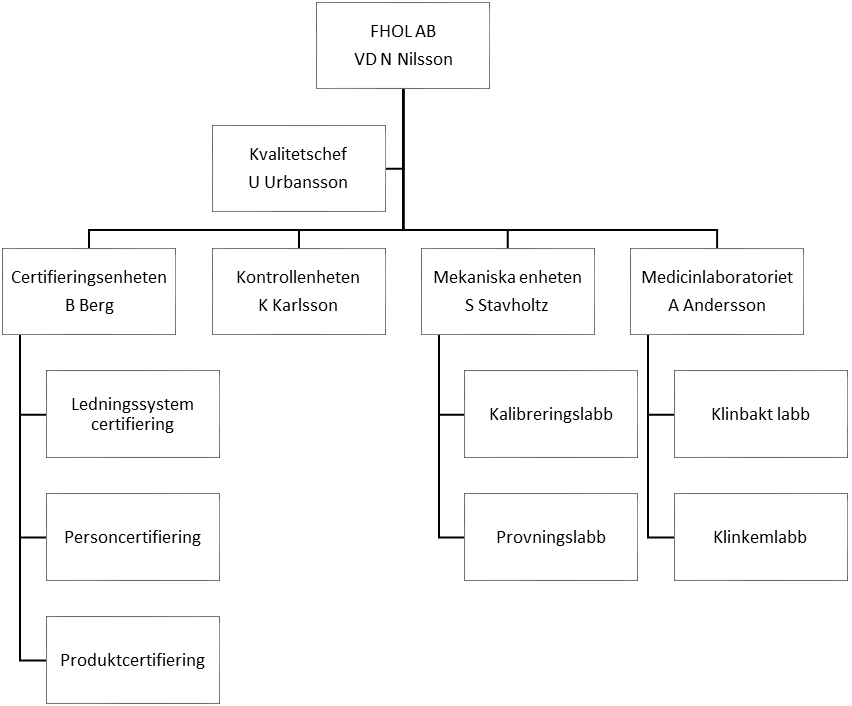 FHOL AB
VD N Nilsson
Kvalitetschef
U Urbansson
Certifieringsenheten
B Berg
Kontrollenheten
K Karlsson
Mekaniska enheten
S Stavholtz
Medicinlaboratoriet
A Andersson
Ledningssystem
certifiering
Kalibreringslabb
Klinbakt labb
Personcertifiering
Provningslabb
Klinkemlabb
Produktcertifiering